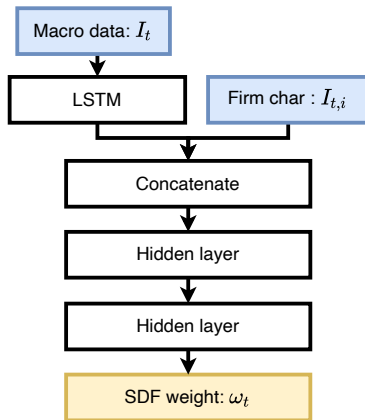 Macro data: I_t
LSTM
Firm char : I_{t,i}
Concatenate
Hidden layer
Hidden layer
SDF weight: ω_t